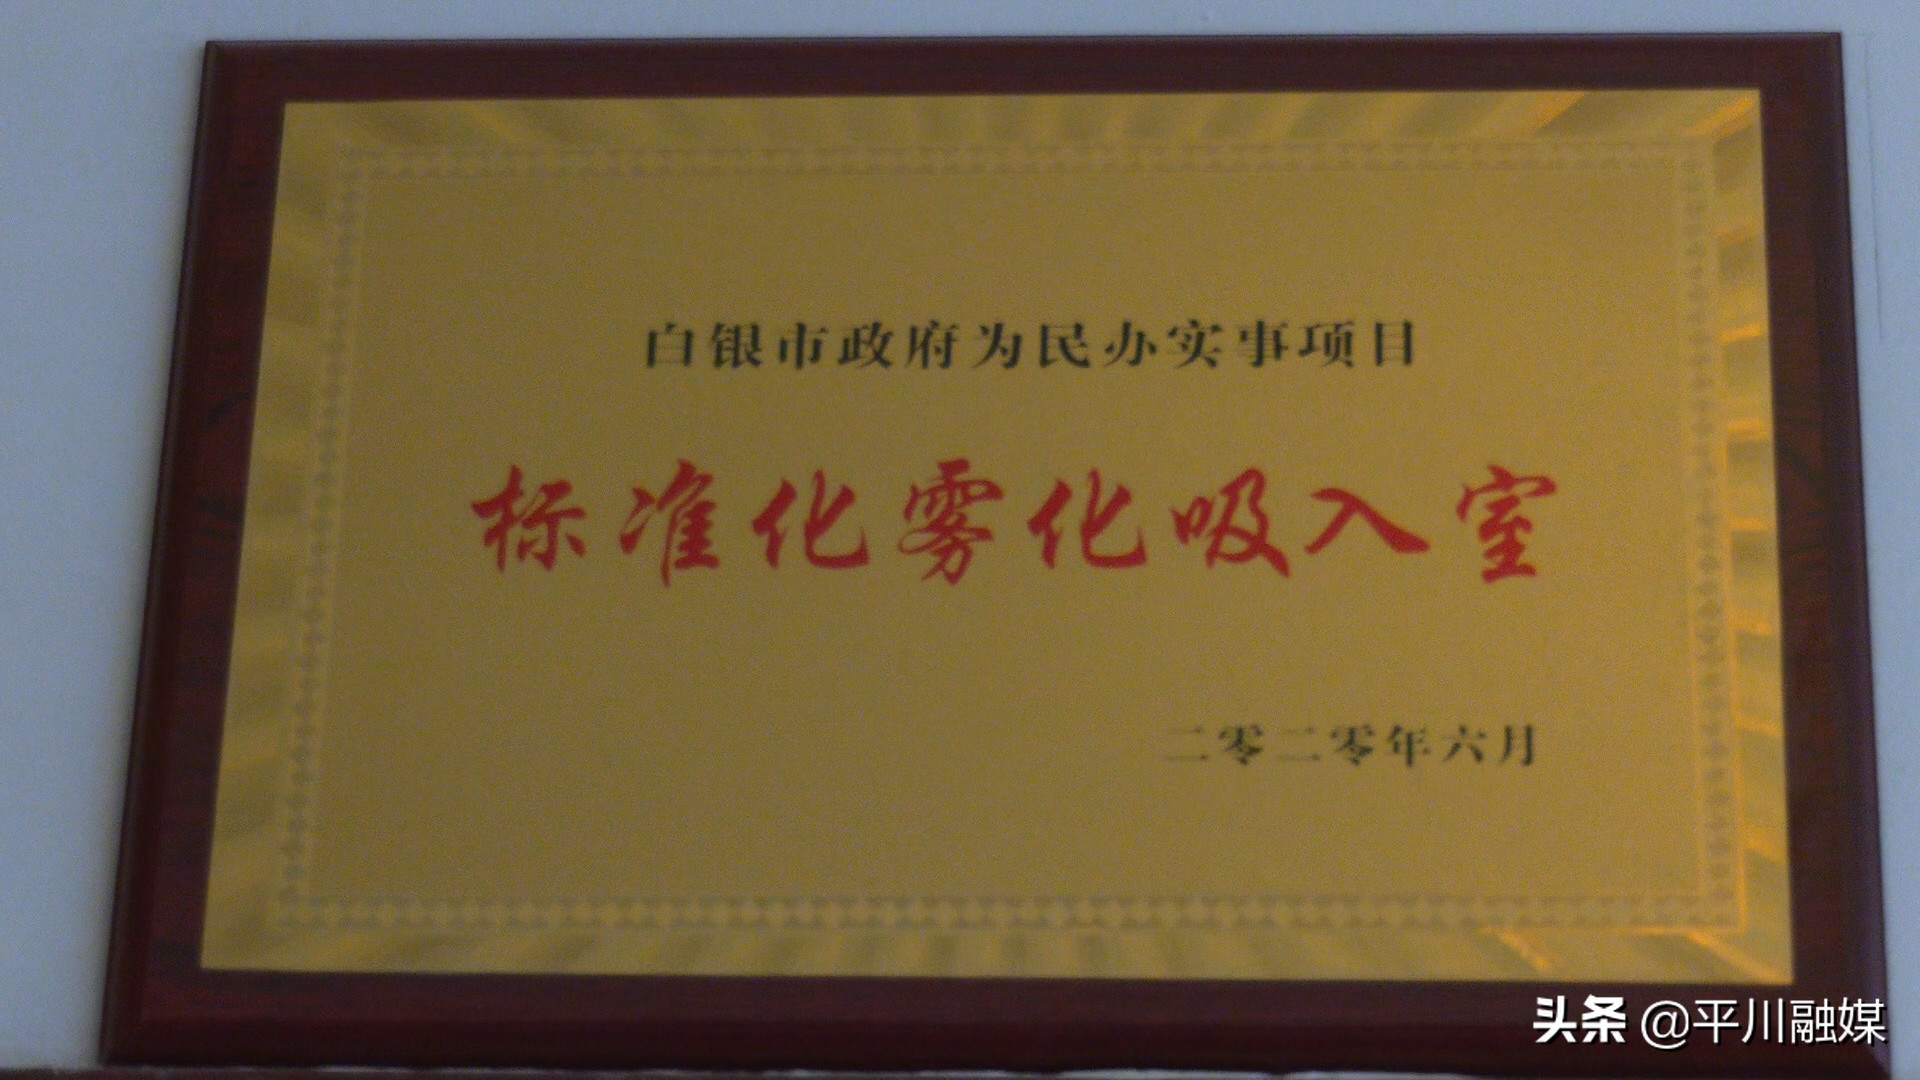 白银市政府为民办实事项目
标准化雾化吸入室
二零二零年六月
头条 @平川融媒